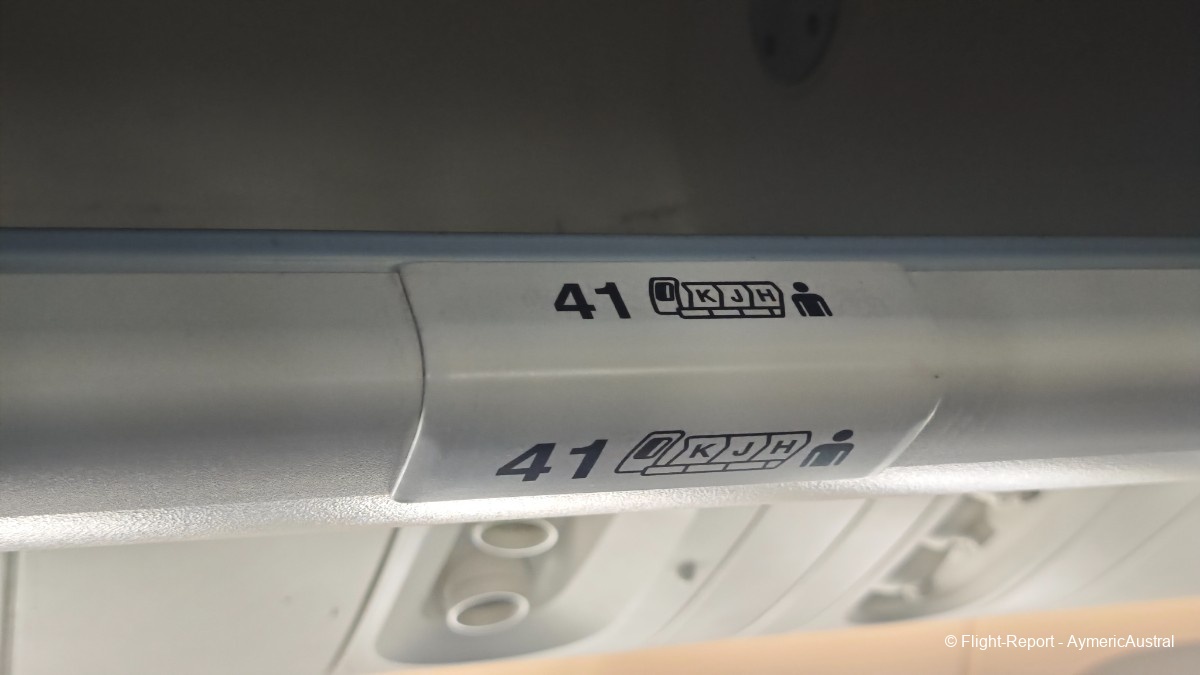 41 K J H
41 K J H
© Flight-Report - AymericAustral